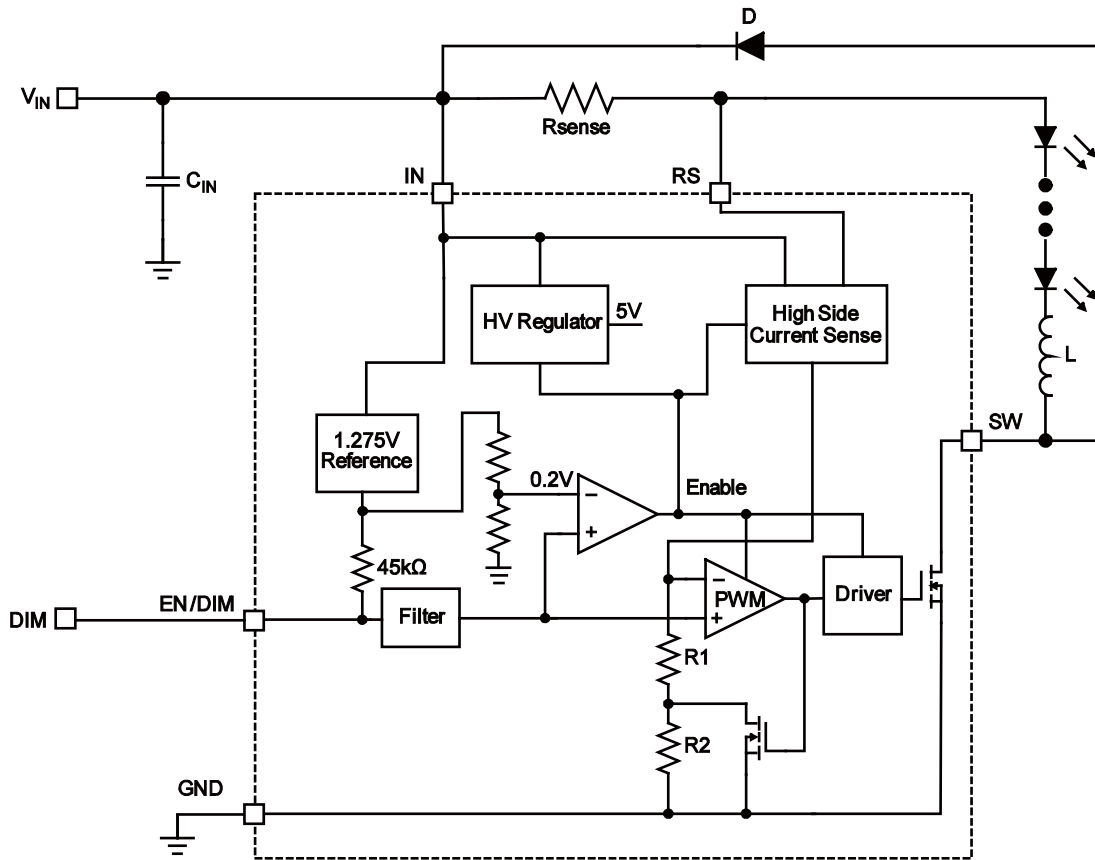 D
VIN
Rsense
CIN
IN
RS
HV Regulator
5V
High Side
Current Sense
L
1.275V
Reference
SW
0.2V
Enable
−
+
45kΩ
DIM
EN/DIM
Filter
−
PWM
+
Driver
R1
R2
GND